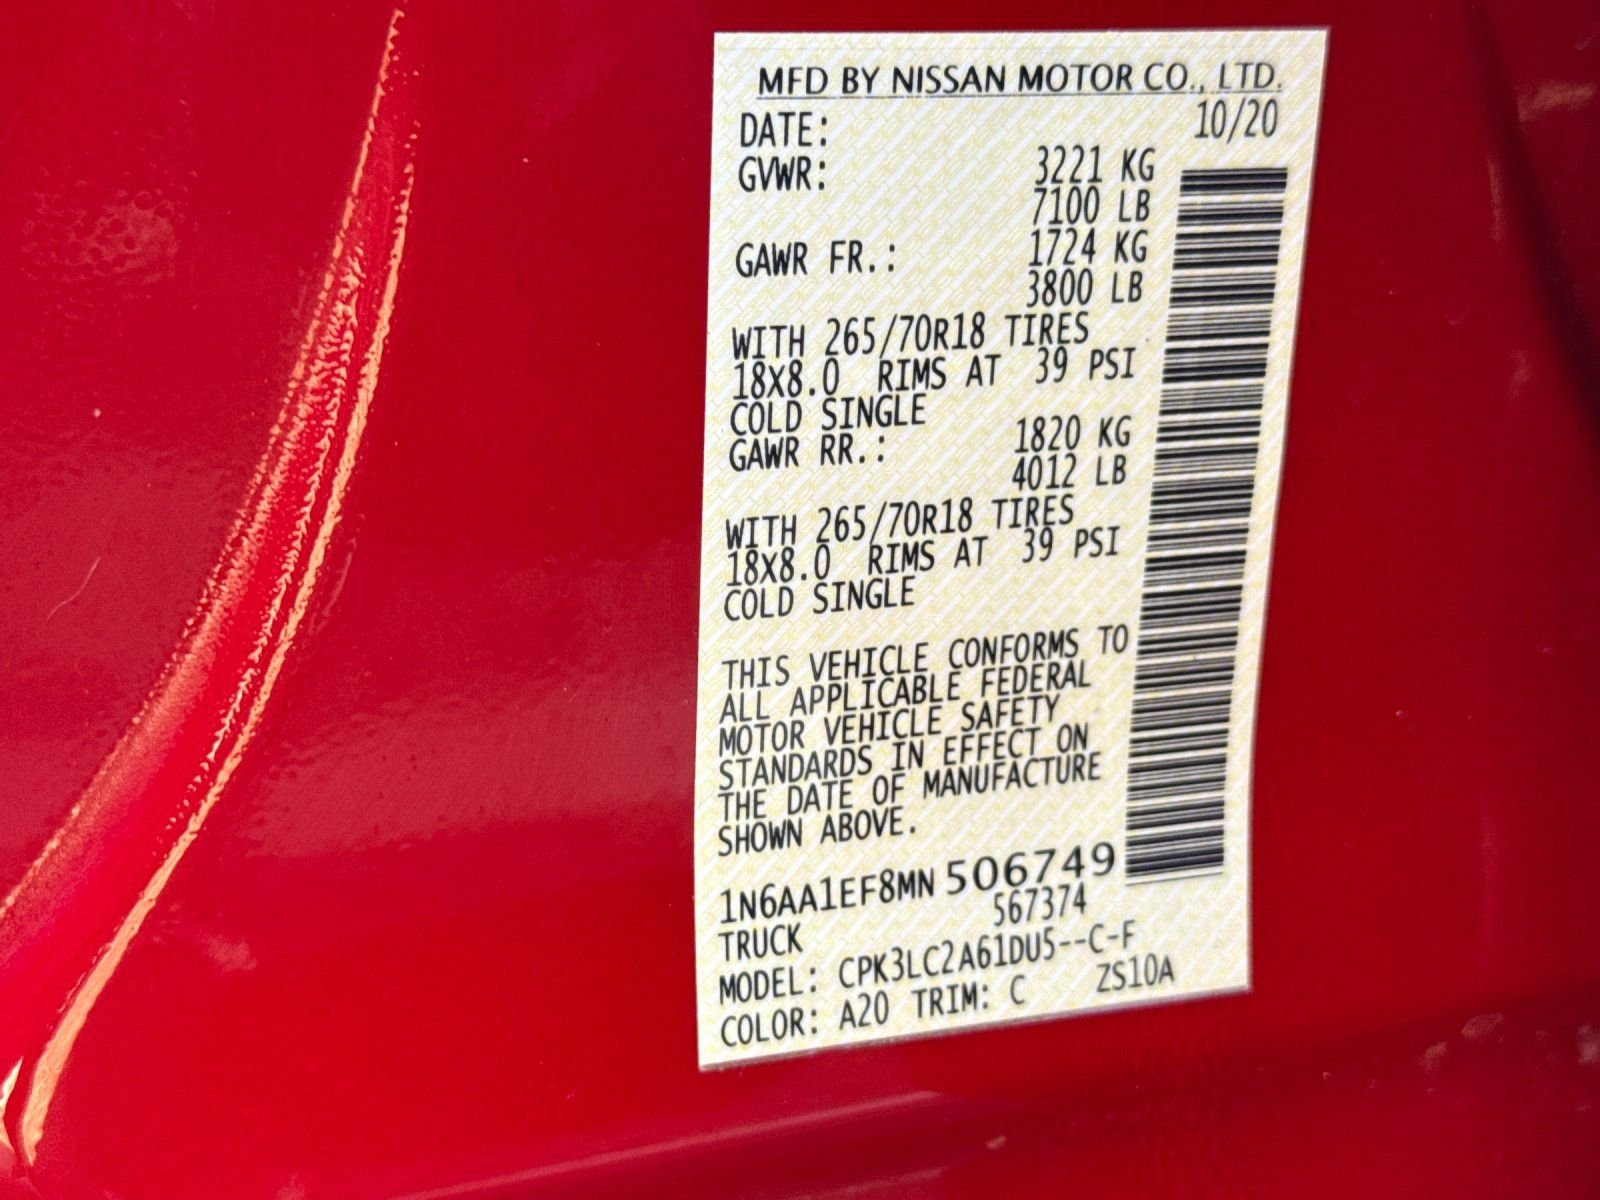 MFD BY NISSAN MOTOR CO., LTD.
DATE: 10/20
GVWR: 3221 KG
7100 LB
GAWR FR.: 1724 KG
3800 LB
WITH 265/70R18 TIRES
18X8.0 RIMS AT 39 PSI
COLD SINGLE
GAWR RR.: 1820 KG
4012 LB
WITH 265/70R18 TIRES
18X8.0 RIMS AT 39 PSI
COLD SINGLE
THIS VEHICLE CONFORMS TO
ALL APPLICABLE FEDERAL
MOTOR VEHICLE SAFETY
STANDARDS IN EFFECT ON
THE DATE OF MANUFACTURE
SHOWN ABOVE.
1N6AA1EF8MN506749
567374
TRUCK
MODEL: CPK3LC2A61DU5--C-F
COLOR: A20 TRIM: C ZS10A